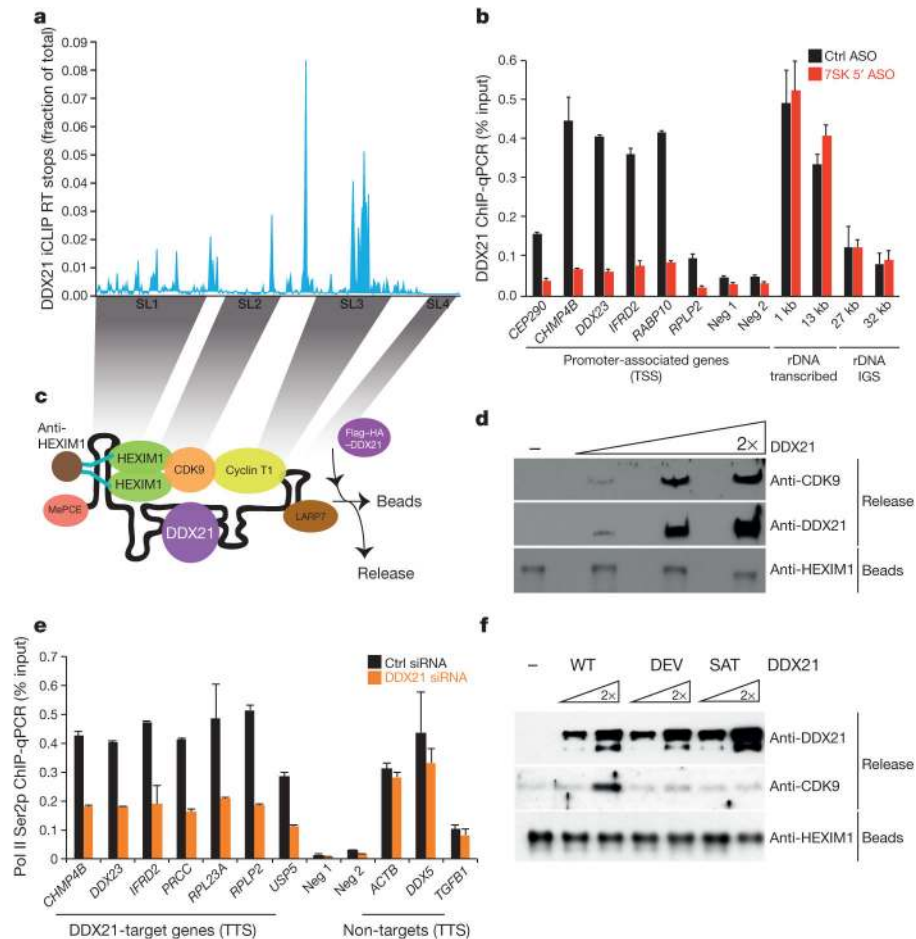 a
DDX21 iCLIP RT stops (fraction of total)
0.09
0.08
0.07
0.06
0.05
0.04
0.03
0.02
0.01
0.00
SL1 SL2 SL3 SL4
b
DDX21 ChIP-qPCR (% input)
0.6
0.5
0.4
0.3
0.2
0.1
0.0
Ctrl ASO
7SK 5′ ASO
CEP290
CHMP4B
DDX23
IFRD2
RABP10
RPLP2
Neg 1
Neg 2
1 kb
13 kb
27 kb
32 kb
Promoter-associated genes
(TSS)
rDNA
transcribed
rDNA
IGS
c
Anti-
HEXIM1
HEXIM1
HEXIM1
CDK9
Cyclin T1
MePCE
DDX21
LARP7
Flag–HA
–DDX21
Beads
Release
d
–
2×
DDX21
Anti-CDK9
Anti-DDX21
Anti-HEXIM1
Release
Beads
e
Pol II Ser2p ChIP-qPCR (% input)
0.7
0.6
0.5
0.4
0.3
0.2
0.1
0
Ctrl siRNA
DDX21 siRNA
CHMP4B
DDX23
IFRD2
PRCC
RPL23A
RPLP2
USP5
Neg 1
Neg 2
ACTB
DDX5
TGFB1
DDX21-target genes (TTS)
Non-targets (TTS)
f
– WT DEV SAT DDX21
2× 2× 2×
Anti-DDX21
Anti-CDK9
Anti-HEXIM1
Release
Beads